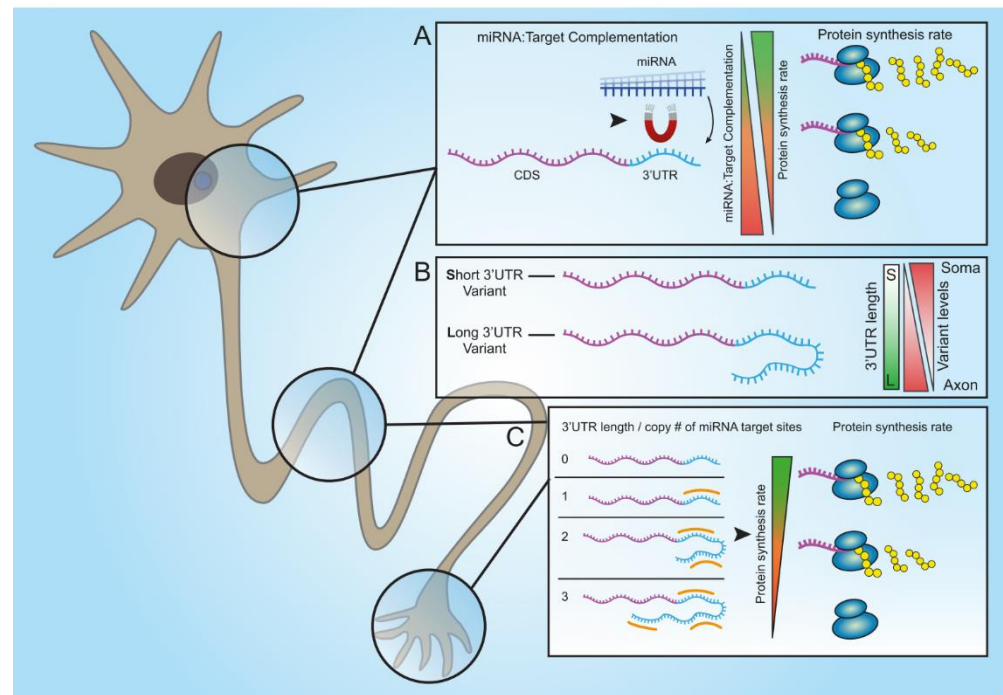 A
miRNA:Target Complementation
miRNA
CDS
3'UTR
miRNA:Target Complementation
Protein synthesis rate
Protein synthesis rate
B
Short 3'UTR
Variant
Long 3'UTR
Variant
3'UTR length
S
L
Soma
Variant levels
Axon
C
3'UTR length / copy # of miRNA target sites
0
1
2
3
Protein synthesis rate
Protein synthesis rate